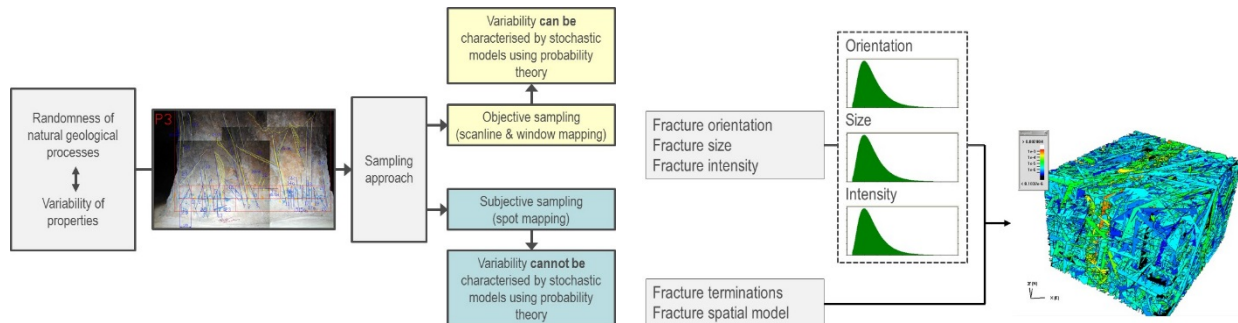 Randomness of
natural geological
processes
Variability of
properties
P3
Sampling
approach
Variability can be
characterised by stochastic
models using probability
theory
Objective sampling
(scanline & window mapping)
Subjective sampling
(spot mapping)
Variability cannot be
characterised by stochastic
models using probability
theory
Fracture orientation
Fracture size
Fracture intensity
Orientation
Size
Intensity
Fracture terminations
Fracture spatial model